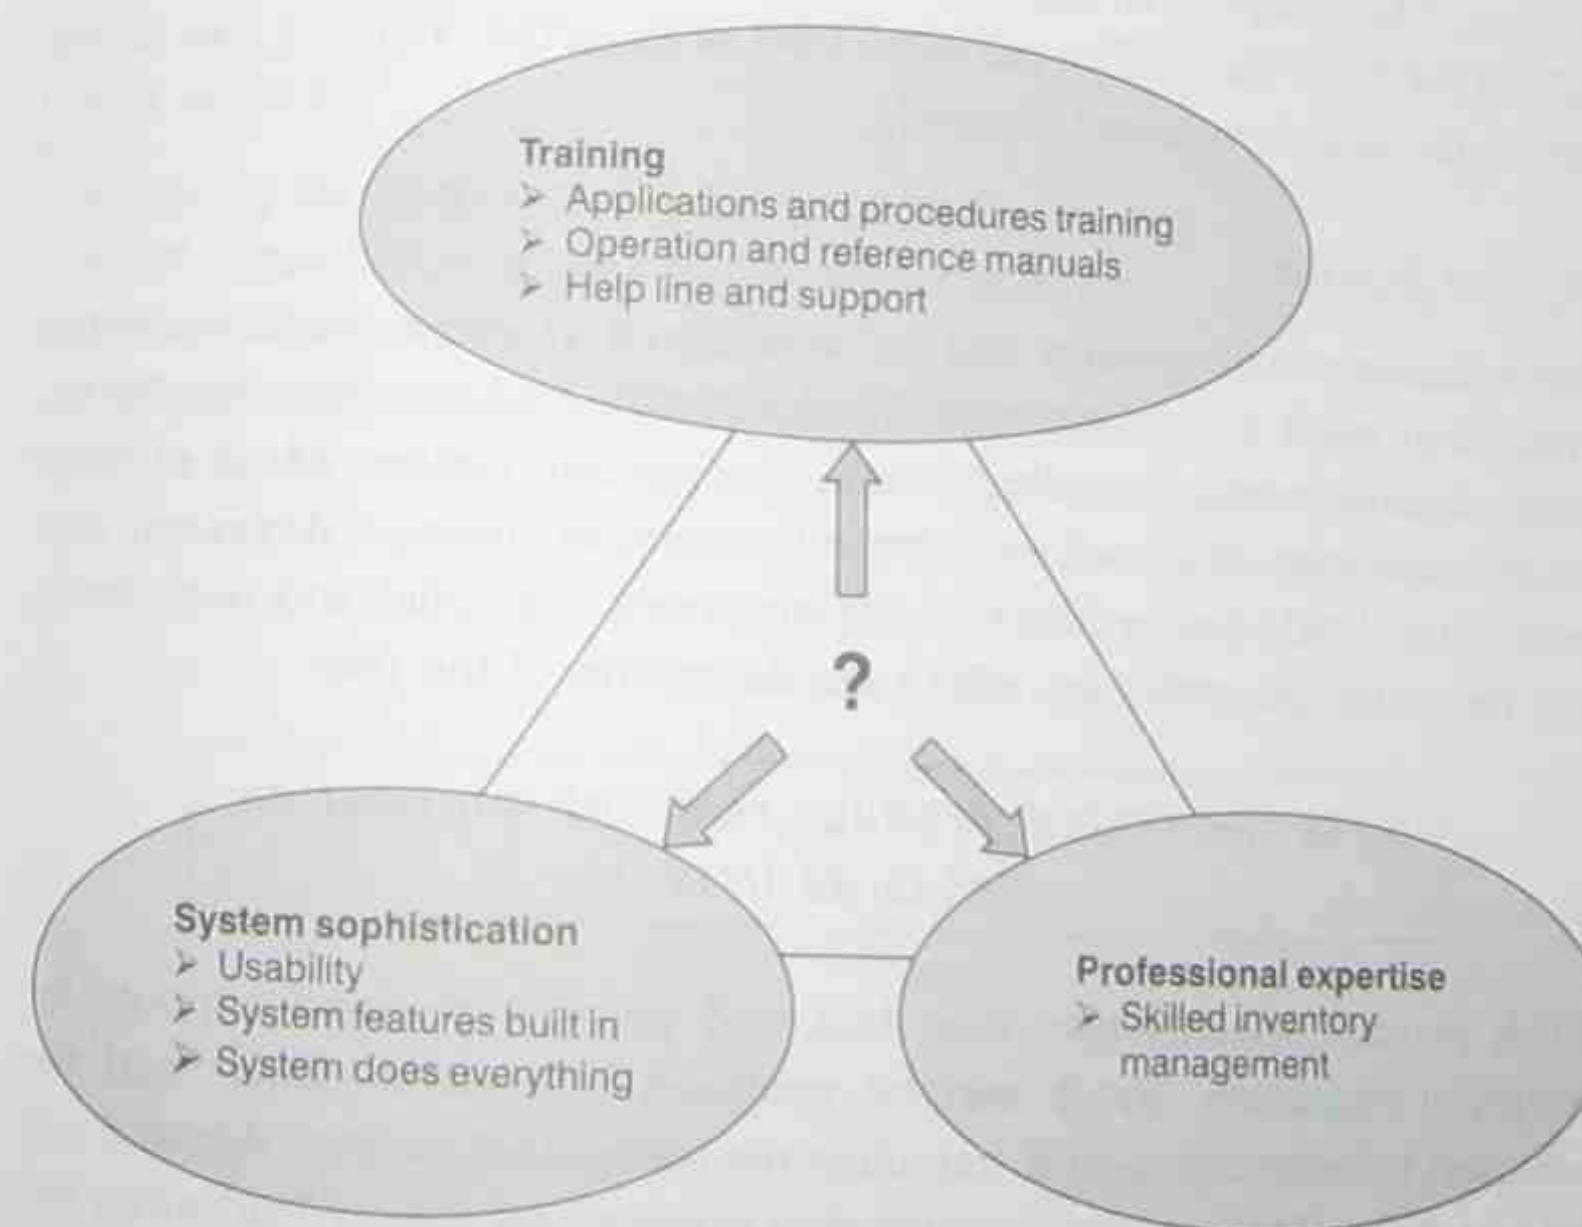 Training
➢ Applications and procedures training
➢ Operation and reference manuals
➢ Help line and support
?
System sophistication
➢ Usability
➢ System features built in
➢ System does everything
Professional expertise
➢ Skilled inventory
management